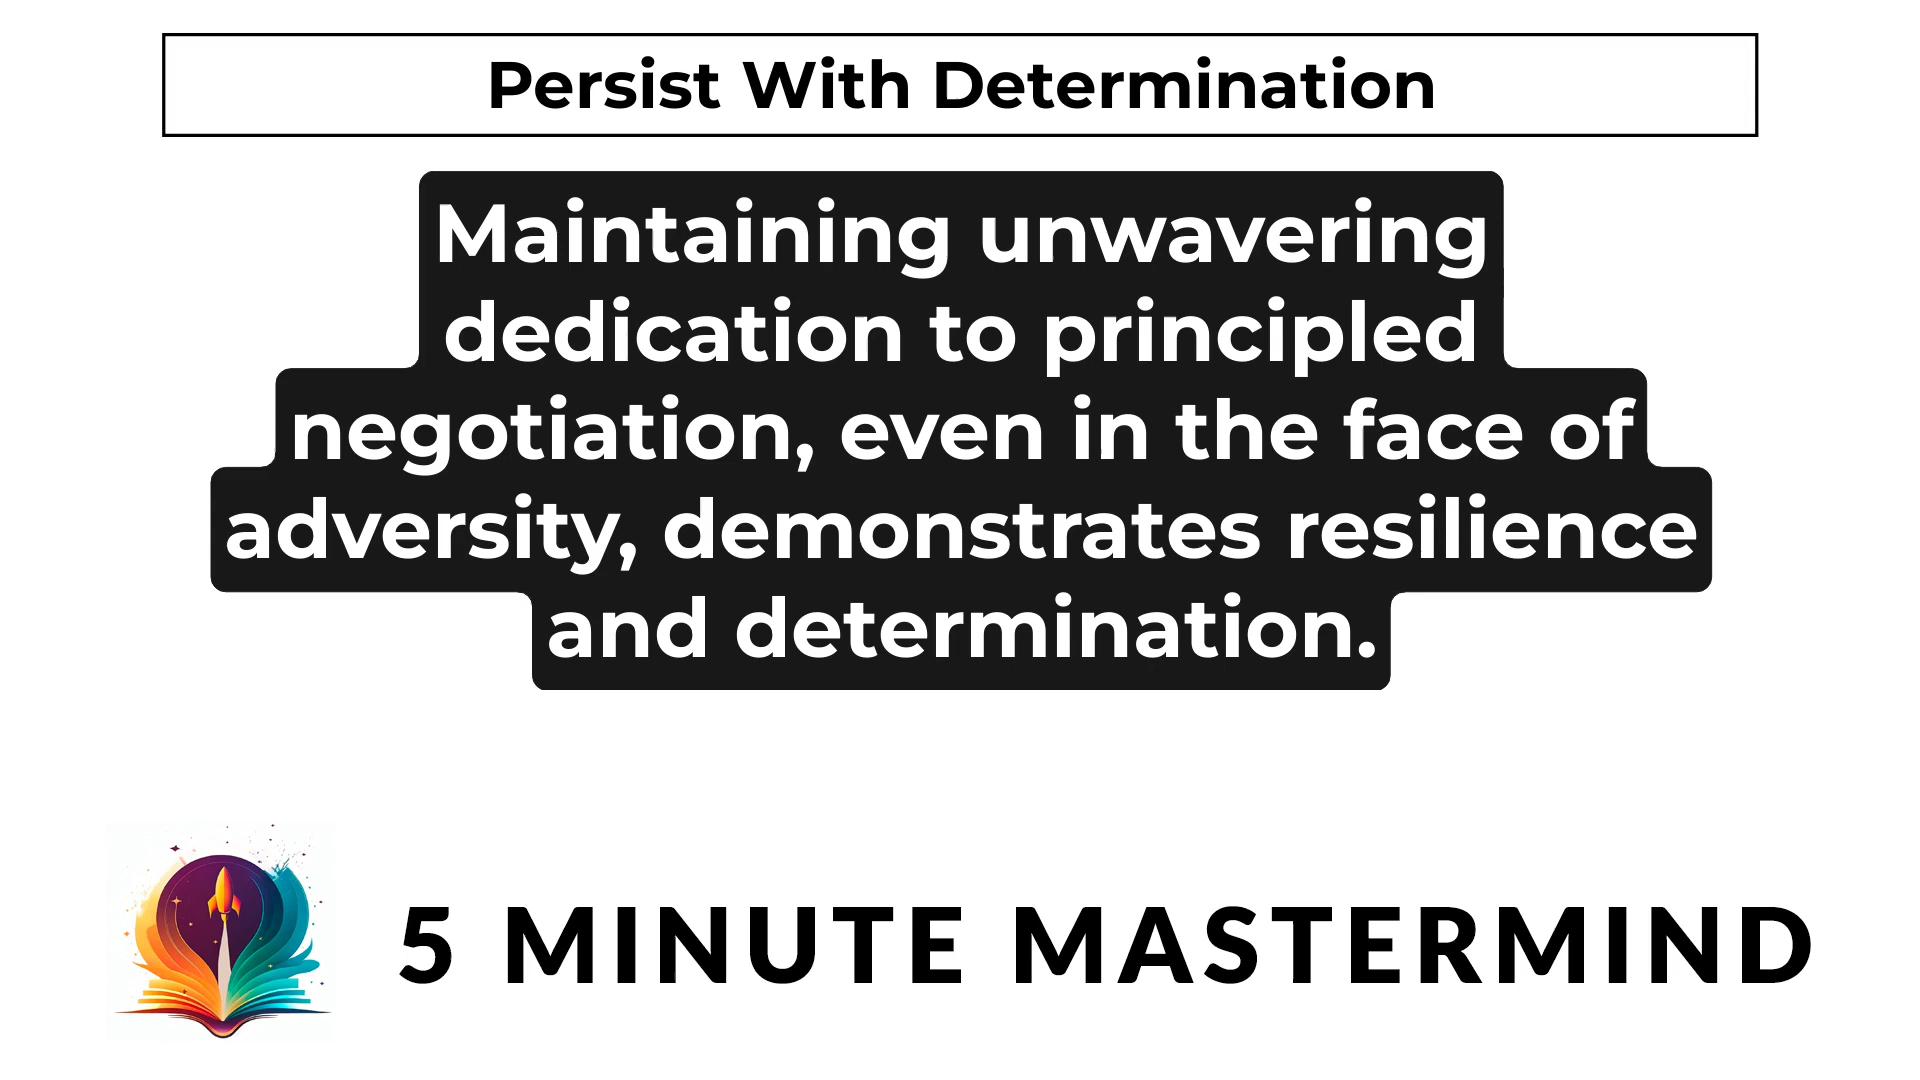 Persist With Determination
Maintaining unwavering
dedication to principled
negotiation, even in the face of
adversity, demonstrates resilience
and determination.
5 MINUTE MASTERMIND